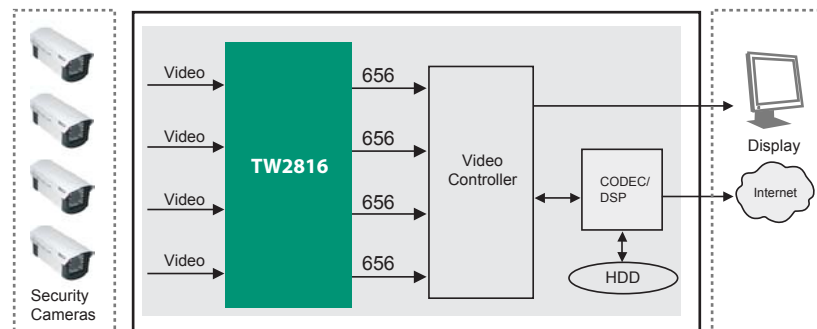 Security
Cameras
Video
Video
Video
Video
TW2816
656
656
656
656
Video
Controller
CODEC/
DSP
HDD
Display
Internet